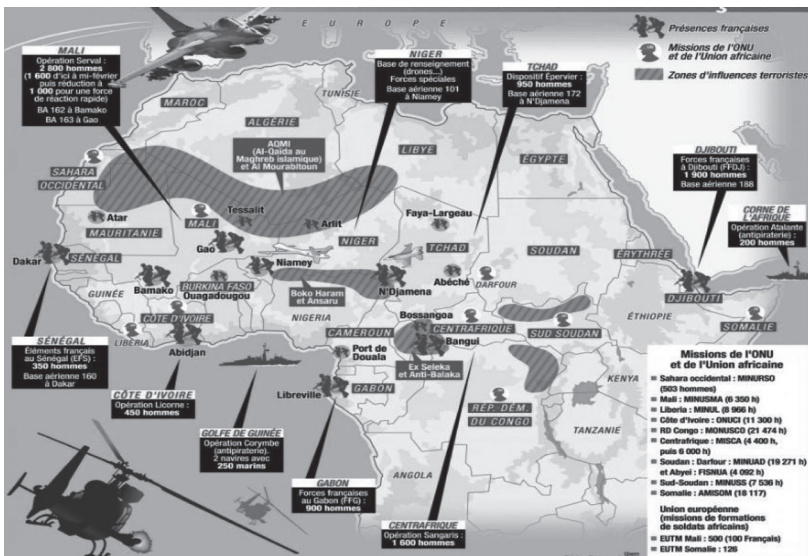 EUROPE
Présences françaises
Missions de l'ONU
et de l'Union africaine
Zones d'influences terroristes
MALI
Opération Serval :
2 800 hommes
(1 600 d'ici à mi-février
puis réduction à
1 000 pour une force
de réaction rapide)
BA 162 à Bamako
BA 163 à Gao
NIGER
Base de renseignement
(drones...)
Forces spéciales
Base aérienne 101
à Niamey
TCHAD
Dispositif Épervier :
950 hommes
Base aérienne 172
à N'Djamena
DJIBOUTI
Forces françaises
à Djibouti (FFDJ) :
1 900 hommes
Base aérienne 188
CORNE DE
L'AFRIQUE
Opération Atalante
(antipiraterie) :
200 hommes
MAROC
TUNISIE
ALGÉRIE
LIBYE
ÉGYPTE
AQMI
(Al-Qaïda au
Maghreb islamique)
et Al Mourabitoun
SAHARA
OCCIDENTAL
Atar
MAURITANIE
MALI
Tessalit
Arlit
Faya-Largeau
Gao
NIGER
TCHAD
SOUDAN
ÉRYTHRÉE
Dakar
SÉNÉGAL
Niamey
Bamako
BURKINA FASO
Ouagadougou
N'Djamena
Abéché
DARFOUR
Boko Haram
et Ansaru
GUINÉE
CÔTE D'IVOIRE
NIGERIA
DJIBOUTI
ÉTHIOPIE
SOMALIE
LIBÉRIA
Abidjan
CAMEROUN
Bossangoa
CENTRAFRIQUE
Bangui
SUD SOUDAN
Port de
Douala
Ex Seleka
et Anti-Balaka
Libreville
GABON
RÉP. DÉM.
DU CONGO
KENYA
TANZANIE
ANGOLA
SÉNÉGAL
Éléments français
au Sénégal (EFS) :
350 hommes
Base aérienne 160
à Dakar
CÔTE D'IVOIRE
Opération Licorne :
450 hommes
GOLFE DE GUINÉE
Opération Corymbe
(antipiraterie).
2 navires avec
250 marins
GABON
Forces françaises
au Gabon (FFG) :
900 hommes
CENTRAFRIQUE
Opération Sangaris :
1 600 hommes
Missions de l'ONU
et de l'Union africaine
Sahara occidental : MINURSO
(503 hommes)
Mali : MINUSMA (6 350 h)
Liberia : MINUL (8 966 h)
Côte d'Ivoire : ONUCI (11 300 h)
RD Congo : MONUSCO (21 474 h)
Centrafrique : MISCA (4 400 h,
puis 6 000 h)
Soudan : Darfour : MINUAD (19 271 h)
et Abyei : FISNUA (4 092 h)
Sud-Soudan : MINUSS (7 536 h)
Somalie : AMISOM (18 117)
Union européenne
(missions de formations
de soldats africains)
EUTM Mali : 500 (100 Français)
EUTM Somalie : 126